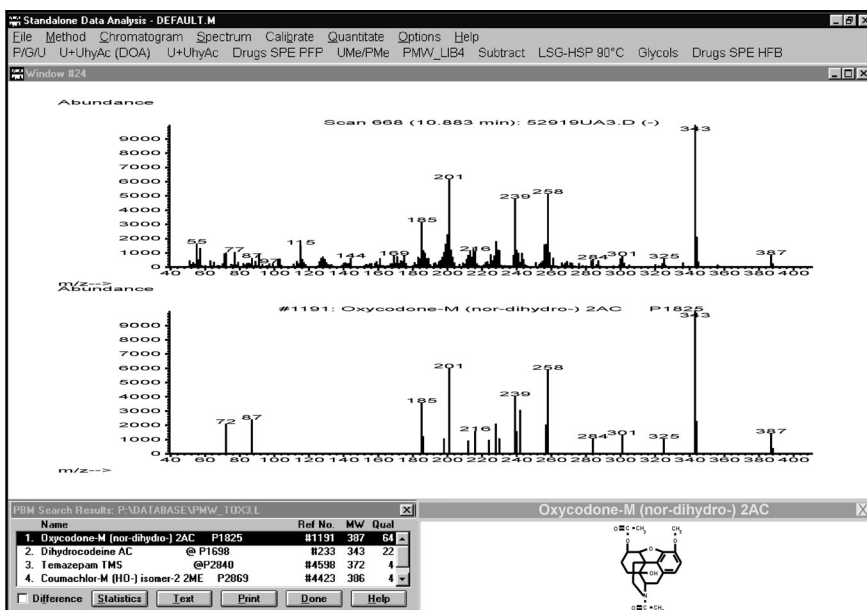 Standalone Data Analysis - DEFAULT.M
File Method Chromatogram Spectrum Calibrate Quantitate Options Help
P/G/U U+UhyAc (DOA) U+UhyAc Drugs SPE PFP UMe/PMe PMW_LIB4 Subtract LSG-HSP 90°C Glycols Drugs SPE HFB
Window #24
Abundance
Scan 668 (10.883 min): 52919UA3.D (-)
343
9000
8000
7000
6000
5000
4000
3000
2000
1000
0
55 77 87 97 115 144 169 185 201 216 239 258 284 301 325 387
m/z-->
40 60 80 100 120 140 160 180 200 220 240 260 280 300 320 340 360 380 400
Abundance
#1191: Oxycodone-M (nor-dihydro-) 2AC P1825
343
9000
8000
7000
6000
5000
4000
3000
2000
1000
0
72 87 185 201 216 239 258 284 301 325 387
m/z-->
40 60 80 100 120 140 160 180 200 220 240 260 280 300 320 340 360 380 400
PBM Search Results: P:\DATABASE\PMW_TOX3.L
Name Ref No. MW Qual
1. Oxycodone-M (nor-dihydro-) 2AC P1825 #1191 387 64
2. Dihydrocodeine AC @ P1698 #233 343 22
3. Temazepam TMS @P2840 #4598 372 4
4. Coumachlor-M (HO-) isomer-2 2ME P2869 #4423 386 4
Difference Statistics Text Print Done Help
Oxycodone-M (nor-dihydro-) 2AC